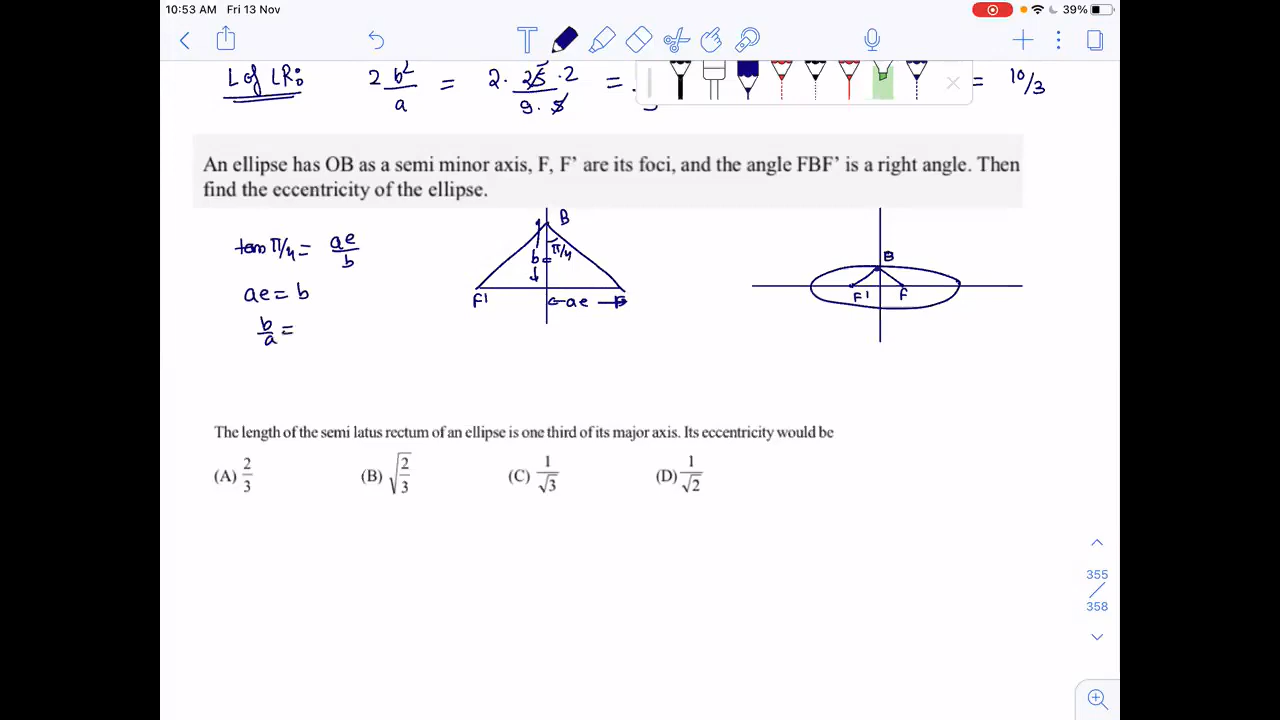 10:53 AM Fri 13 Nov
39%
L of LR: 2 b²/a = 2. 25 .2 / 9. 5 = = 10/3
An ellipse has OB as a semi minor axis, F, F’ are its foci, and the angle FBF’ is a right angle. Then
find the eccentricity of the ellipse.
B
tan π/4 = ae/b
b π/4
B
ae = b
F' ae F
F' F
b/a =
The length of the semi latus rectum of an ellipse is one third of its major axis. Its eccentricity would be
(A) 2/3 (B) √2/3 (C) 1/√3 (D) 1/√2
355
358